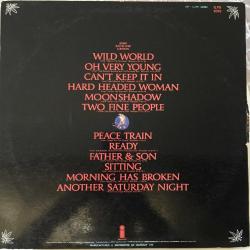 WILD WORLD
OH VERY YOUNG
CAN'T KEEP IT IN
HARD HEADED WOMAN
MOONSHADOW
TWO FINE PEOPLE
PEACE TRAIN
READY
FATHER & SON
SITTING
MORNING HAS BROKEN
ANOTHER SATURDAY NIGHT